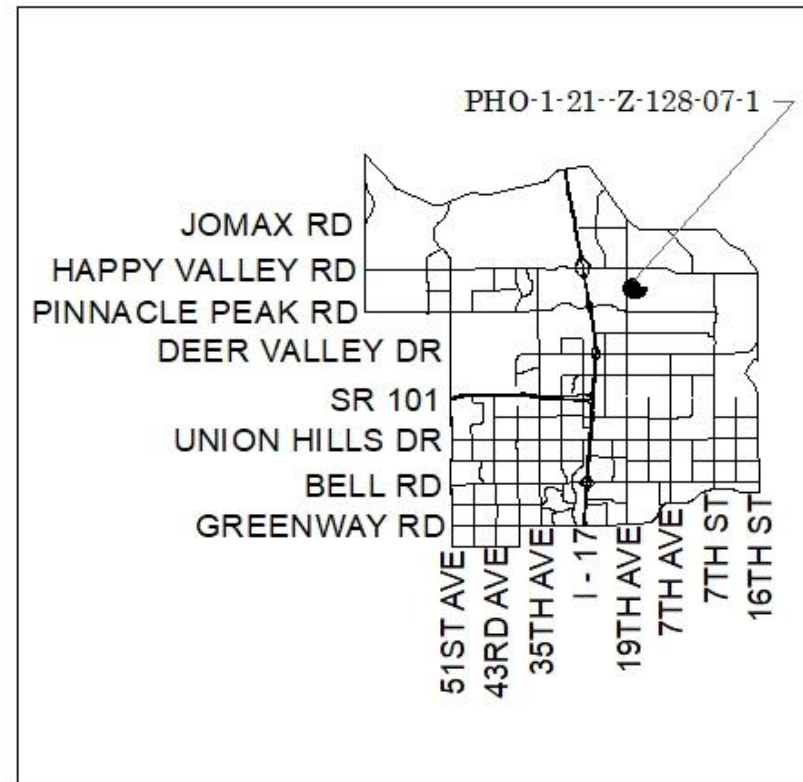 PHO-1-21--Z-128-07-1
JOMAX RD
HAPPY VALLEY RD
PINNACLE PEAK RD
DEER VALLEY DR
SR 101
UNION HILLS DR
BELL RD
GREENWAY RD
51ST AVE
43RD AVE
35TH AVE
I - 17
19TH AVE
7TH AVE
7TH ST
16TH ST